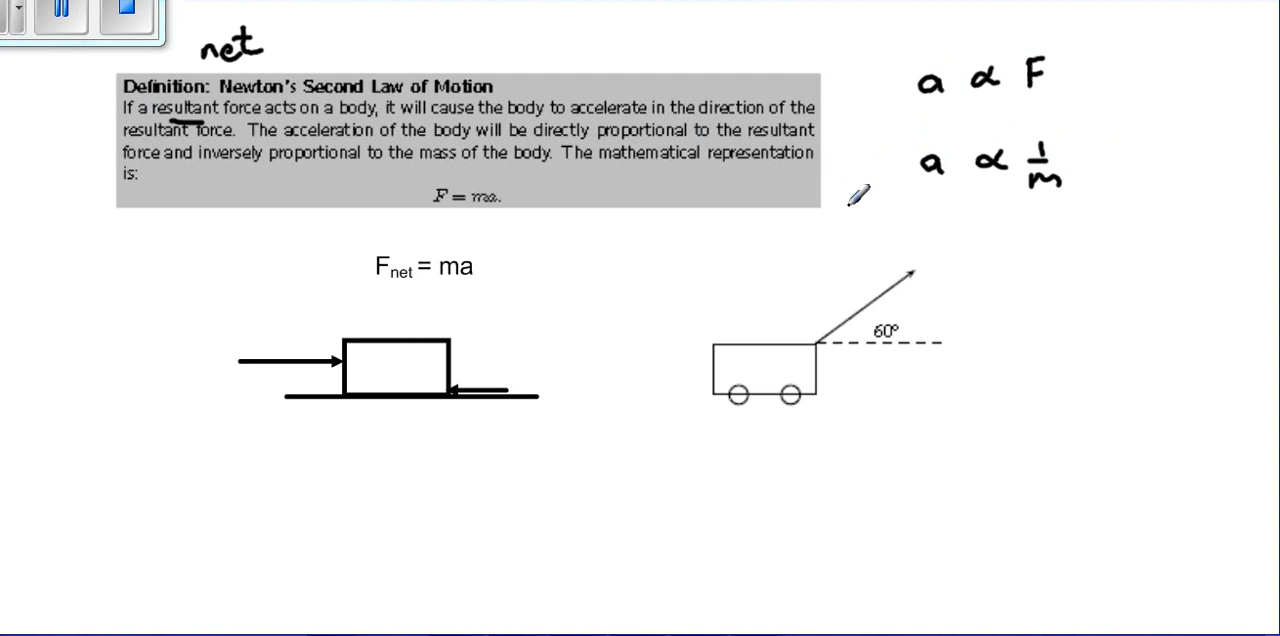 net
Definition: Newton's Second Law of Motion
If a resultant force acts on a body, it will cause the body to accelerate in the direction of the
resultant force. The acceleration of the body will be directly proportional to the resultant
force and inversely proportional to the mass of the body. The mathematical representation
is:
F = ma.
a ∝ F
a ∝ 1/m
Fnet = ma
60°